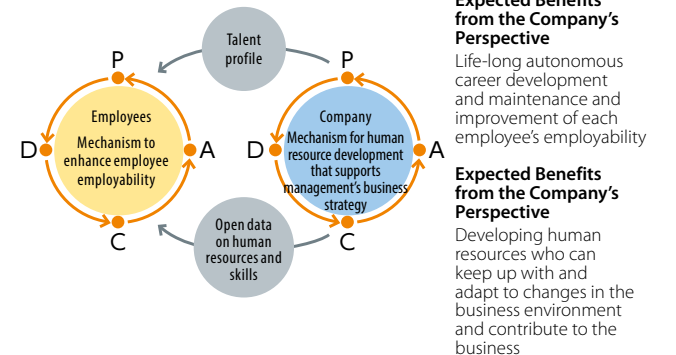 Talent
profile
P
D
A
C
Employees
Mechanism to
enhance employee
employability
P
D
A
C
Company
Mechanism for human
resource development
that supports
management's business
strategy
Open data
on human
resources and
skills
Expected Benefits
from the Company's
Perspective
Life-long autonomous
career development
and maintenance and
improvement of each
employee's employability
Expected Benefits
from the Company's
Perspective
Developing human
resources who can
keep up with and
adapt to changes in the
business environment
and contribute to the
business